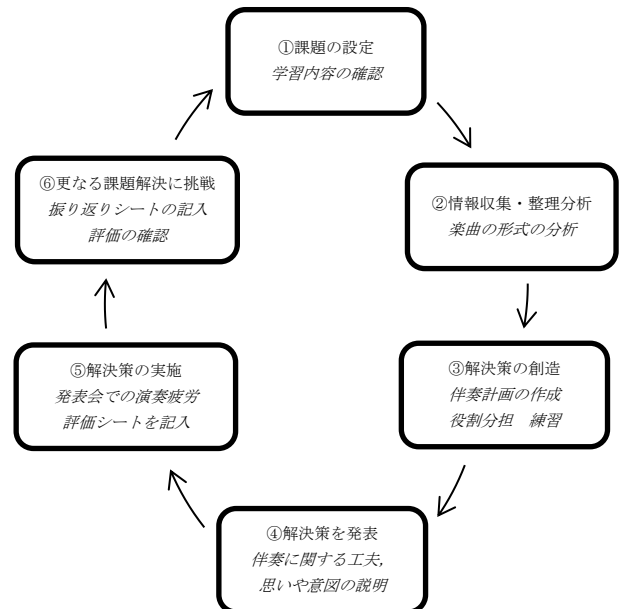 ①課題の設定
学習内容の確認
②情報収集・整理分析
楽曲の形式の分析
③解決策の創造
伴奏計画の作成
役割分担　練習
④解決策を発表
伴奏に関する工夫,
思いや意図の説明
⑤解決策の実施
発表会での演奏疲労
評価シートを記入
⑥更なる課題解決に挑戦
振り返りシートの記入
評価の確認